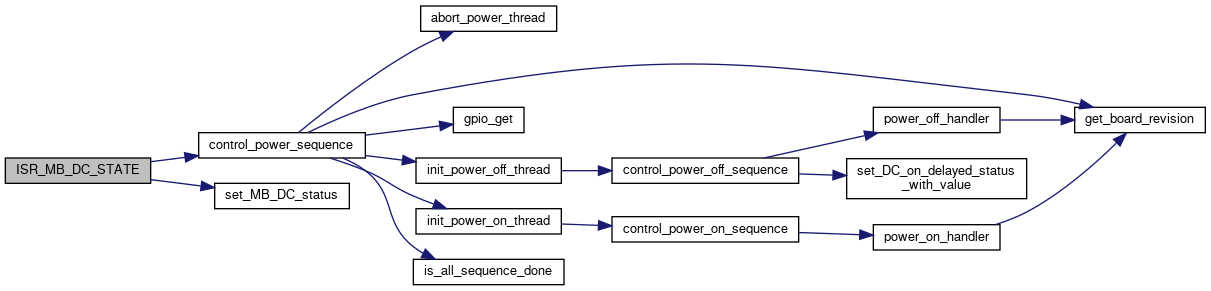 ISR_MB_DC_STATE
control_power_sequence
set_MB_DC_status
abort_power_thread
gpio_get
init_power_off_thread
init_power_on_thread
is_all_sequence_done
control_power_off_sequence
control_power_on_sequence
power_off_handler
set_DC_on_delayed_status
_with_value
power_on_handler
get_board_revision